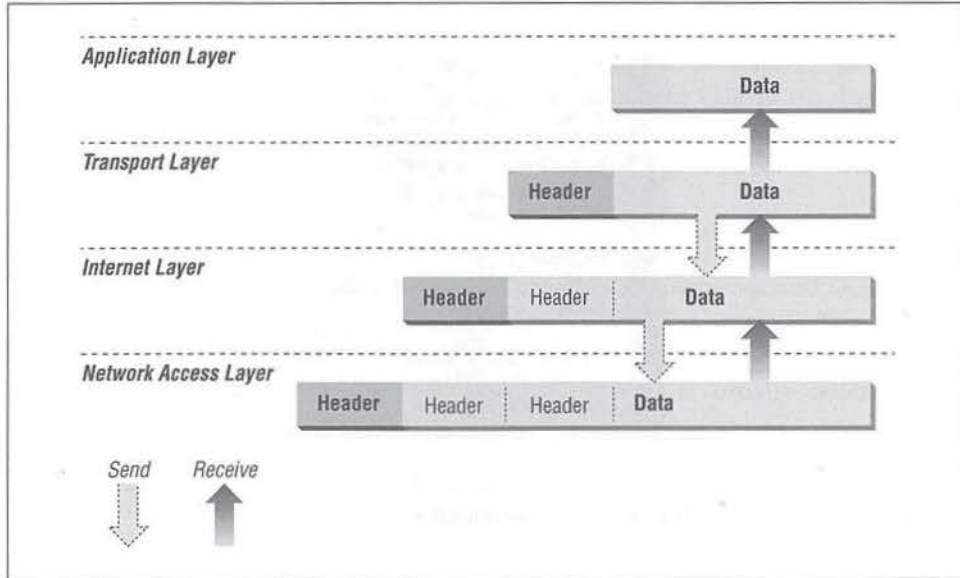 Application Layer
Data
Transport Layer
Header Data
Internet Layer
Header Header Data
Network Access Layer
Header Header Header Data
Send Receive